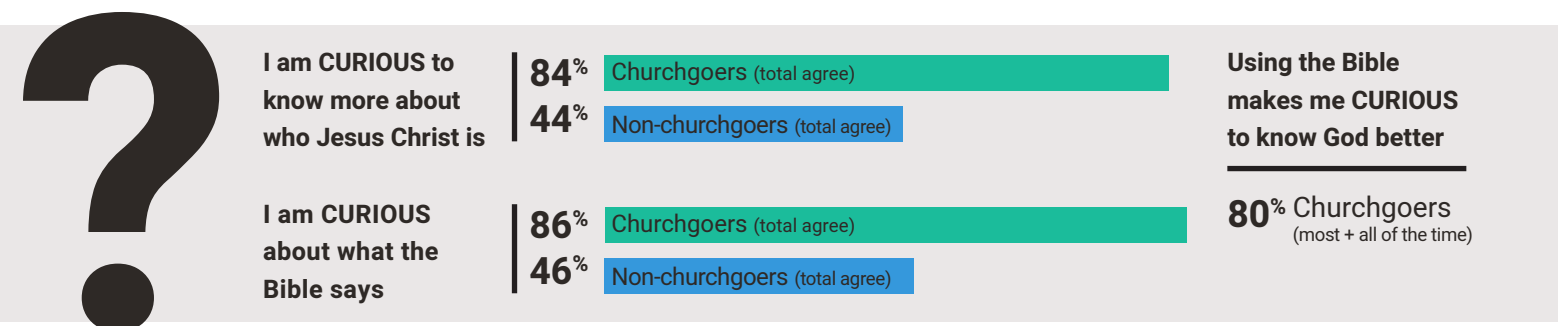 ?
I am CURIOUS to
know more about
who Jesus Christ is
84% Churchgoers (total agree)
44% Non-churchgoers (total agree)
I am CURIOUS
about what the
Bible says
86% Churchgoers (total agree)
46% Non-churchgoers (total agree)
Using the Bible
makes me CURIOUS
to know God better
80% Churchgoers
(most + all of the time)